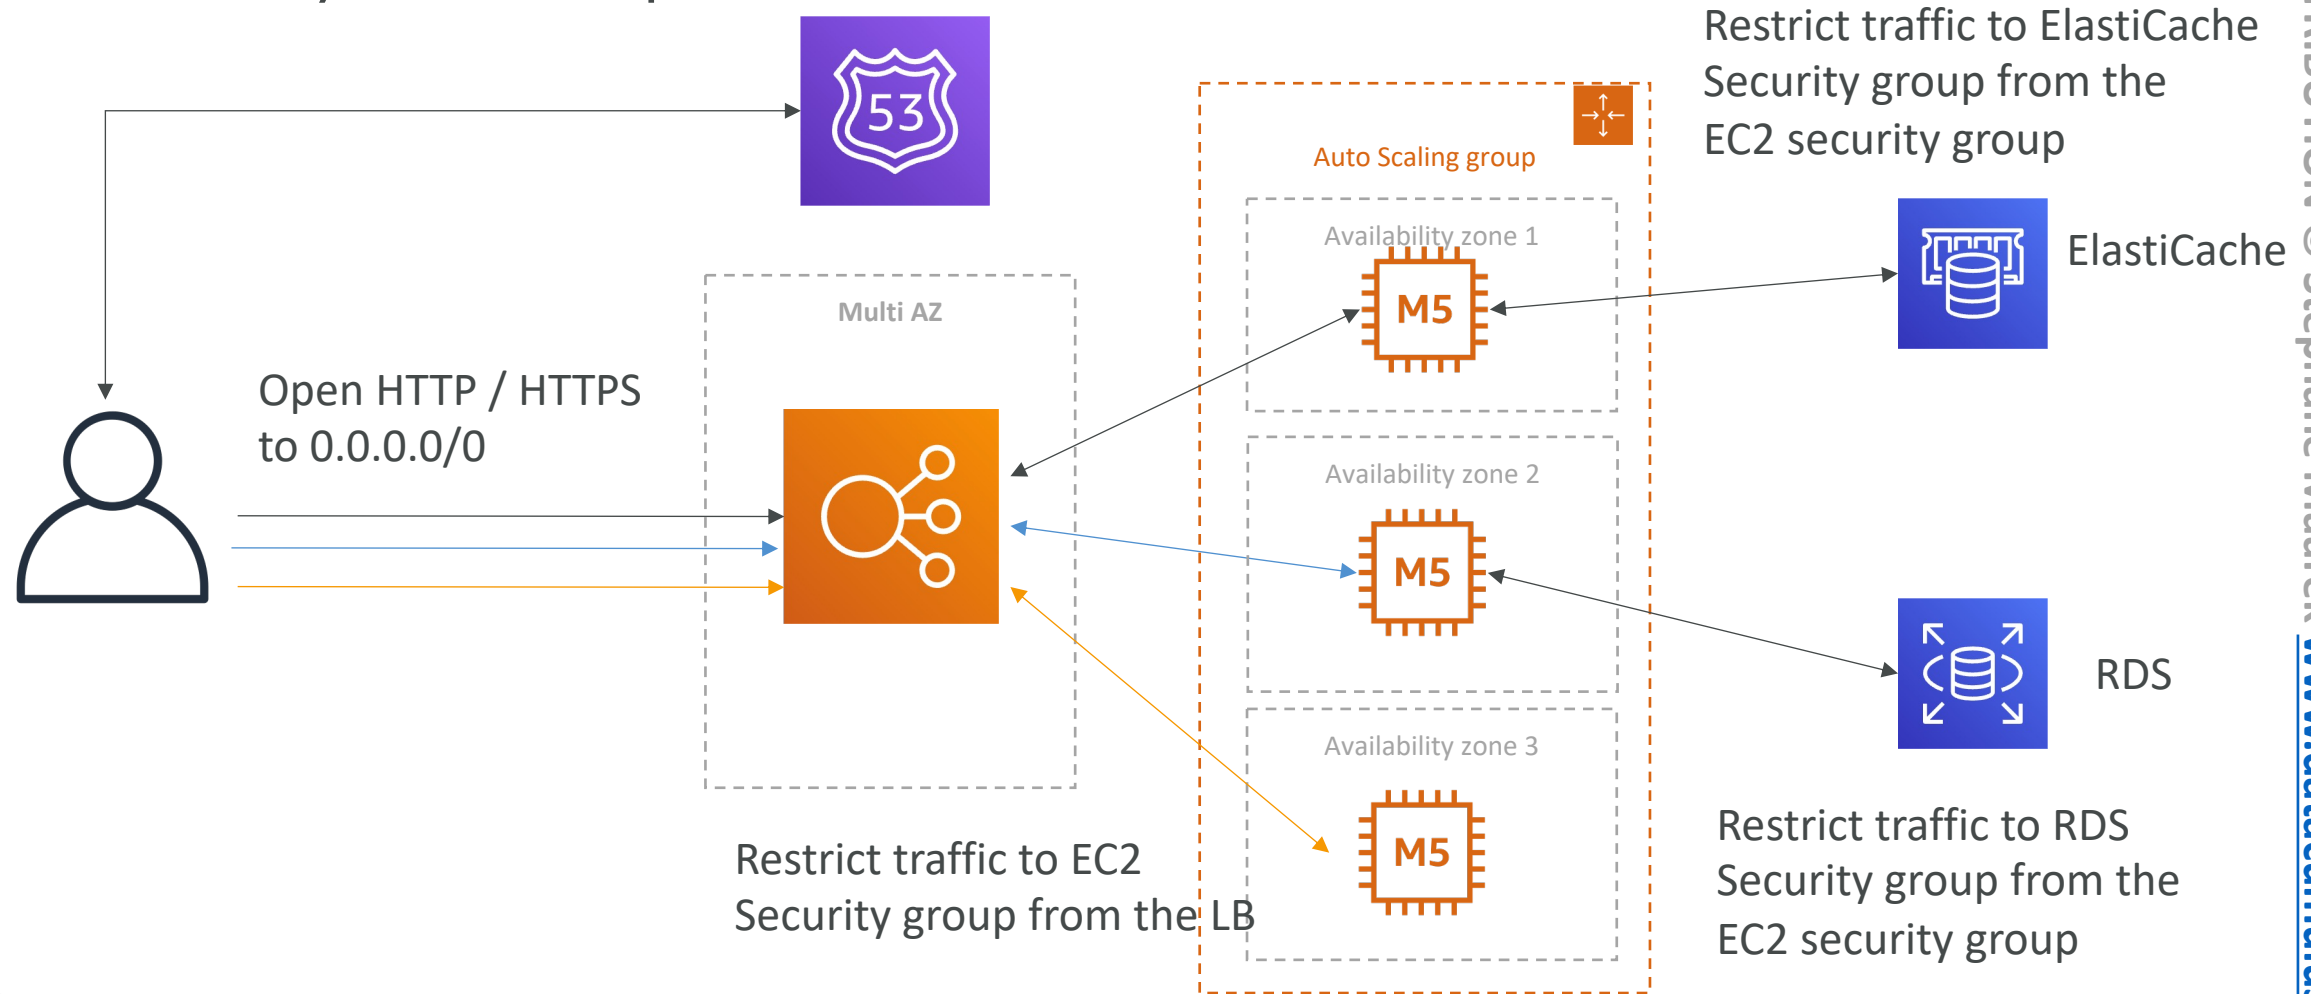 53
Restrict traffic to ElastiCache
Security group from the
EC2 security group
Auto Scaling group
Availability zone 1
M5
ElastiCache
Multi AZ
Open HTTP / HTTPS
to 0.0.0.0/0
Availability zone 2
M5
RDS
Availability zone 3
M5
Restrict traffic to EC2
Security group from the LB
Restrict traffic to RDS
Security group from the
EC2 security group
© Stephane Maarek